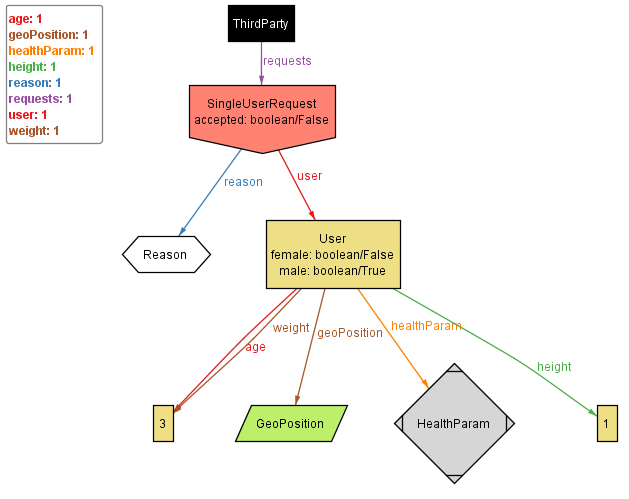 age: 1
geoPosition: 1
healthParam: 1
height: 1
reason: 1
requests: 1
user: 1
weight: 1
ThirdParty
requests
SingleUserRequest
accepted: boolean/False
reason
user
Reason
User
female: boolean/False
male: boolean/True
weight
geoPosition
healthParam
age
height
3
GeoPosition
HealthParam
1